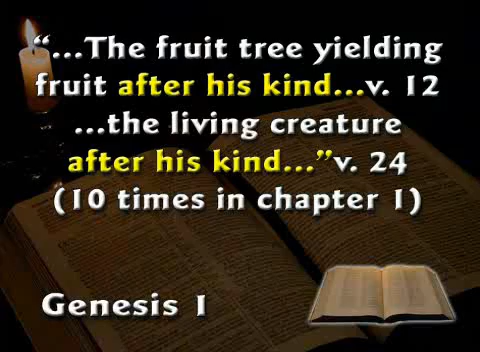 “...The fruit tree yielding
fruit after his kind...v. 12
...the living creature
after his kind...”v. 24
(10 times in chapter 1)
Genesis 1